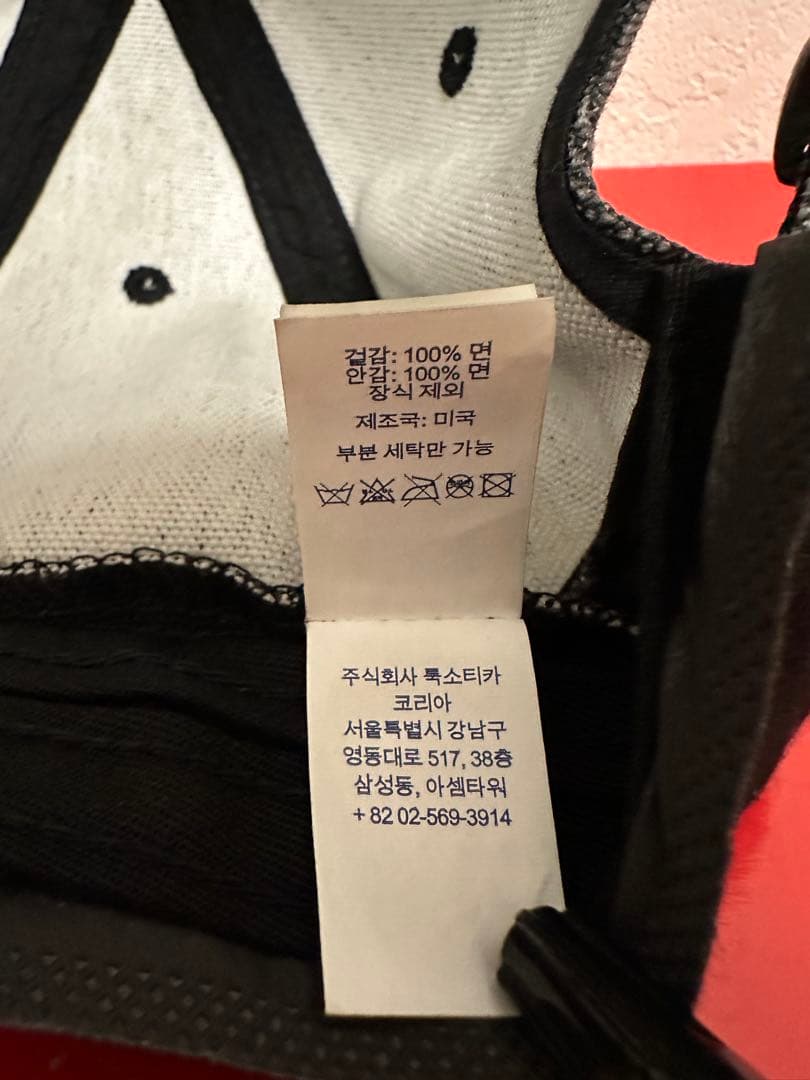 겉감: 100% 면
안감: 100% 면
장식 제외
제조국: 미국
부분 세탁만 가능
주식회사 룩소티카
코리아
서울특별시 강남구
영동대로 517, 38층
삼성동, 아셈타워
+ 82 02-569-3914